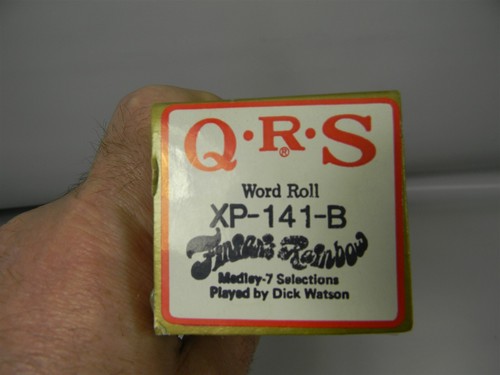 Q·R·S
®
Word Roll
XP-141-B
Finian's Rainbow
Medley-7 Selections
Played by Dick Watson